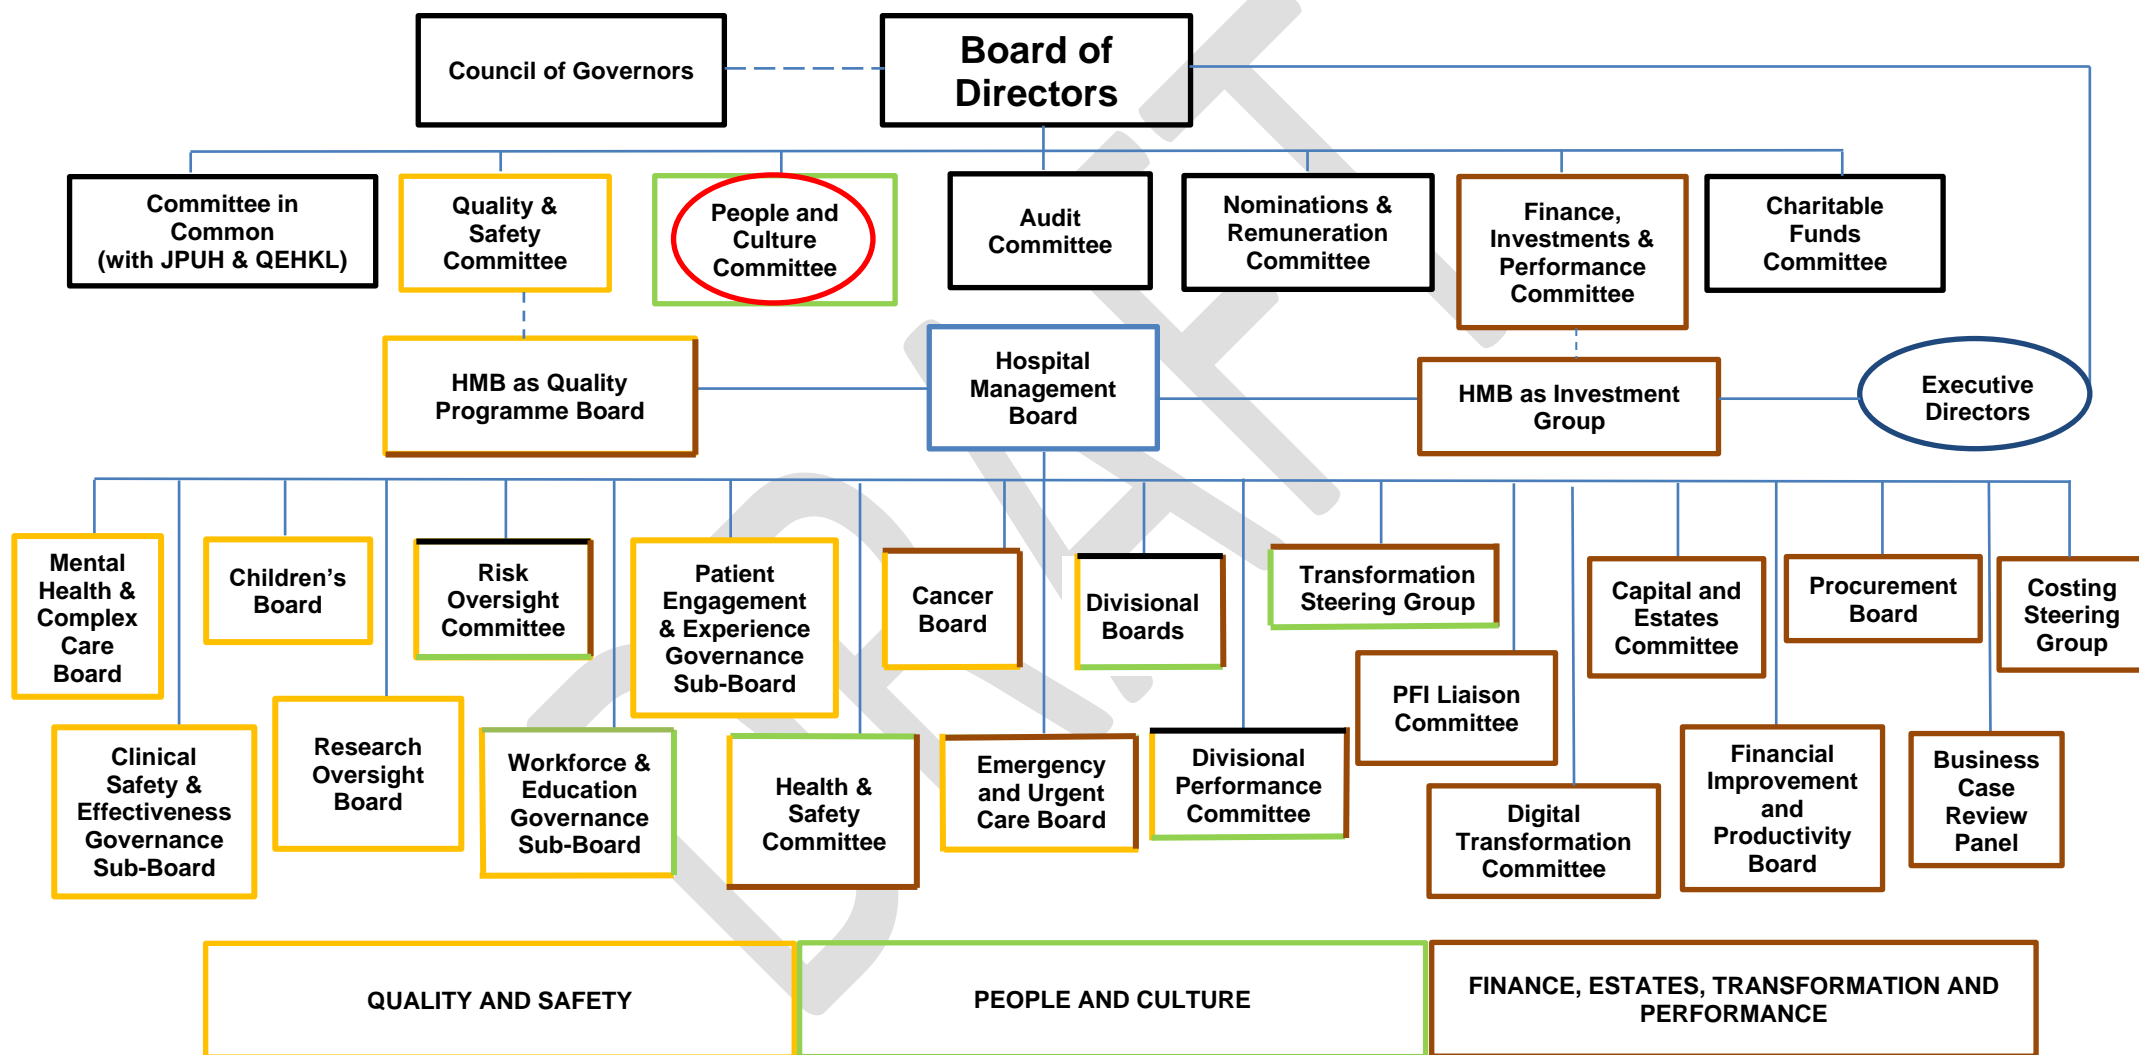 Council of Governors
Board of
Directors
Committee in
Common
(with JPUH & QEHKL)
Quality &
Safety
Committee
People and
Culture
Committee
Audit
Committee
Nominations &
Remuneration
Committee
Finance,
Investments &
Performance
Committee
Charitable
Funds
Committee
HMB as Quality
Programme Board
Hospital
Management
Board
HMB as Investment
Group
Executive
Directors
Mental
Health &
Complex
Care
Board
Children’s
Board
Risk
Oversight
Committee
Patient
Engagement
& Experience
Governance
Sub-Board
Cancer
Board
Divisional
Boards
Transformation
Steering Group
Capital and
Estates
Committee
Procurement
Board
Costing
Steering
Group
Clinical
Safety &
Effectiveness
Governance
Sub-Board
Research
Oversight
Board
Workforce &
Education
Governance
Sub-Board
Health &
Safety
Committee
Emergency
and Urgent
Care Board
Divisional
Performance
Committee
PFI Liaison
Committee
Digital
Transformation
Committee
Financial
Improvement
and
Productivity
Board
Business
Case
Review
Panel
QUALITY AND SAFETY
PEOPLE AND CULTURE
FINANCE, ESTATES, TRANSFORMATION AND
PERFORMANCE
DRAFT